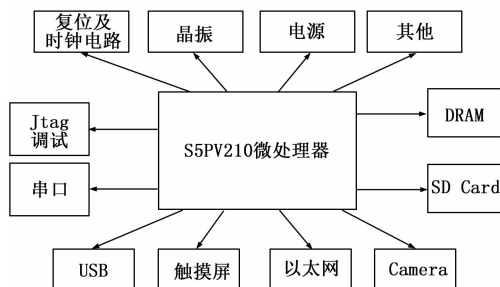 复位及
时钟电路
晶振
电源
其他
Jtag
调试
S5PV210微处理器
DRAM
串口
SD Card
USB
触摸屏
以太网
Camera